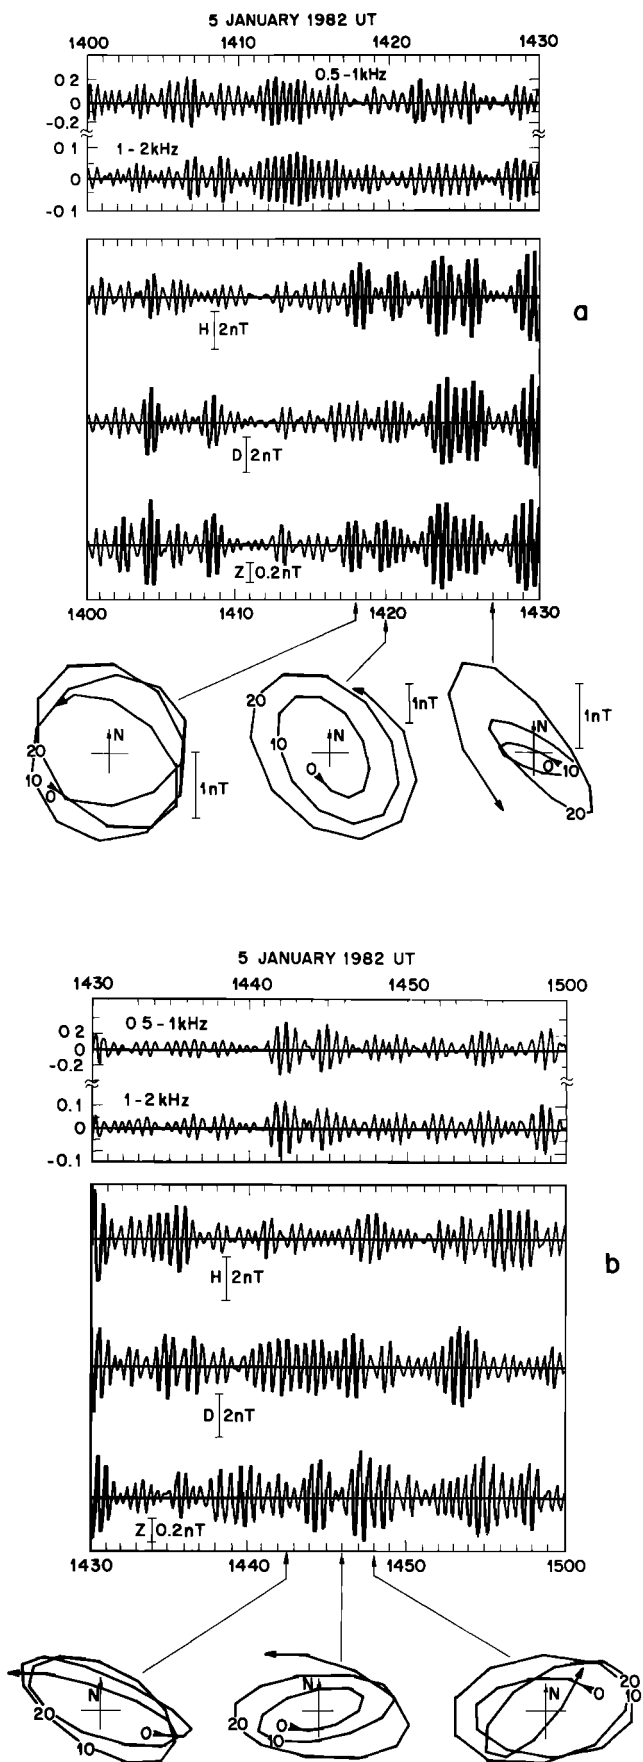 5 JANUARY 1982 UT
1400 1410 1420 1430
0.5-1kHz
0 2
0
-0.2
1-2kHz
0 1
0
-0 1
H 2nT
a
D 2nT
Z 0.2nT
1400 1410 1420 1430
N
20
10
0
1nT
20
10
N
0
1nT
N
0
10
20
1nT
5 JANUARY 1982 UT
1430 1440 1450 1500
0 5-1kHz
0 2
0
-0.2
1-2kHz
0.1
0
-0.1
H 2nT
b
D 2nT
Z 0.2nT
1430 1440 1450 1500
N
20
10
0
N
20
10
0
N
0
20
10